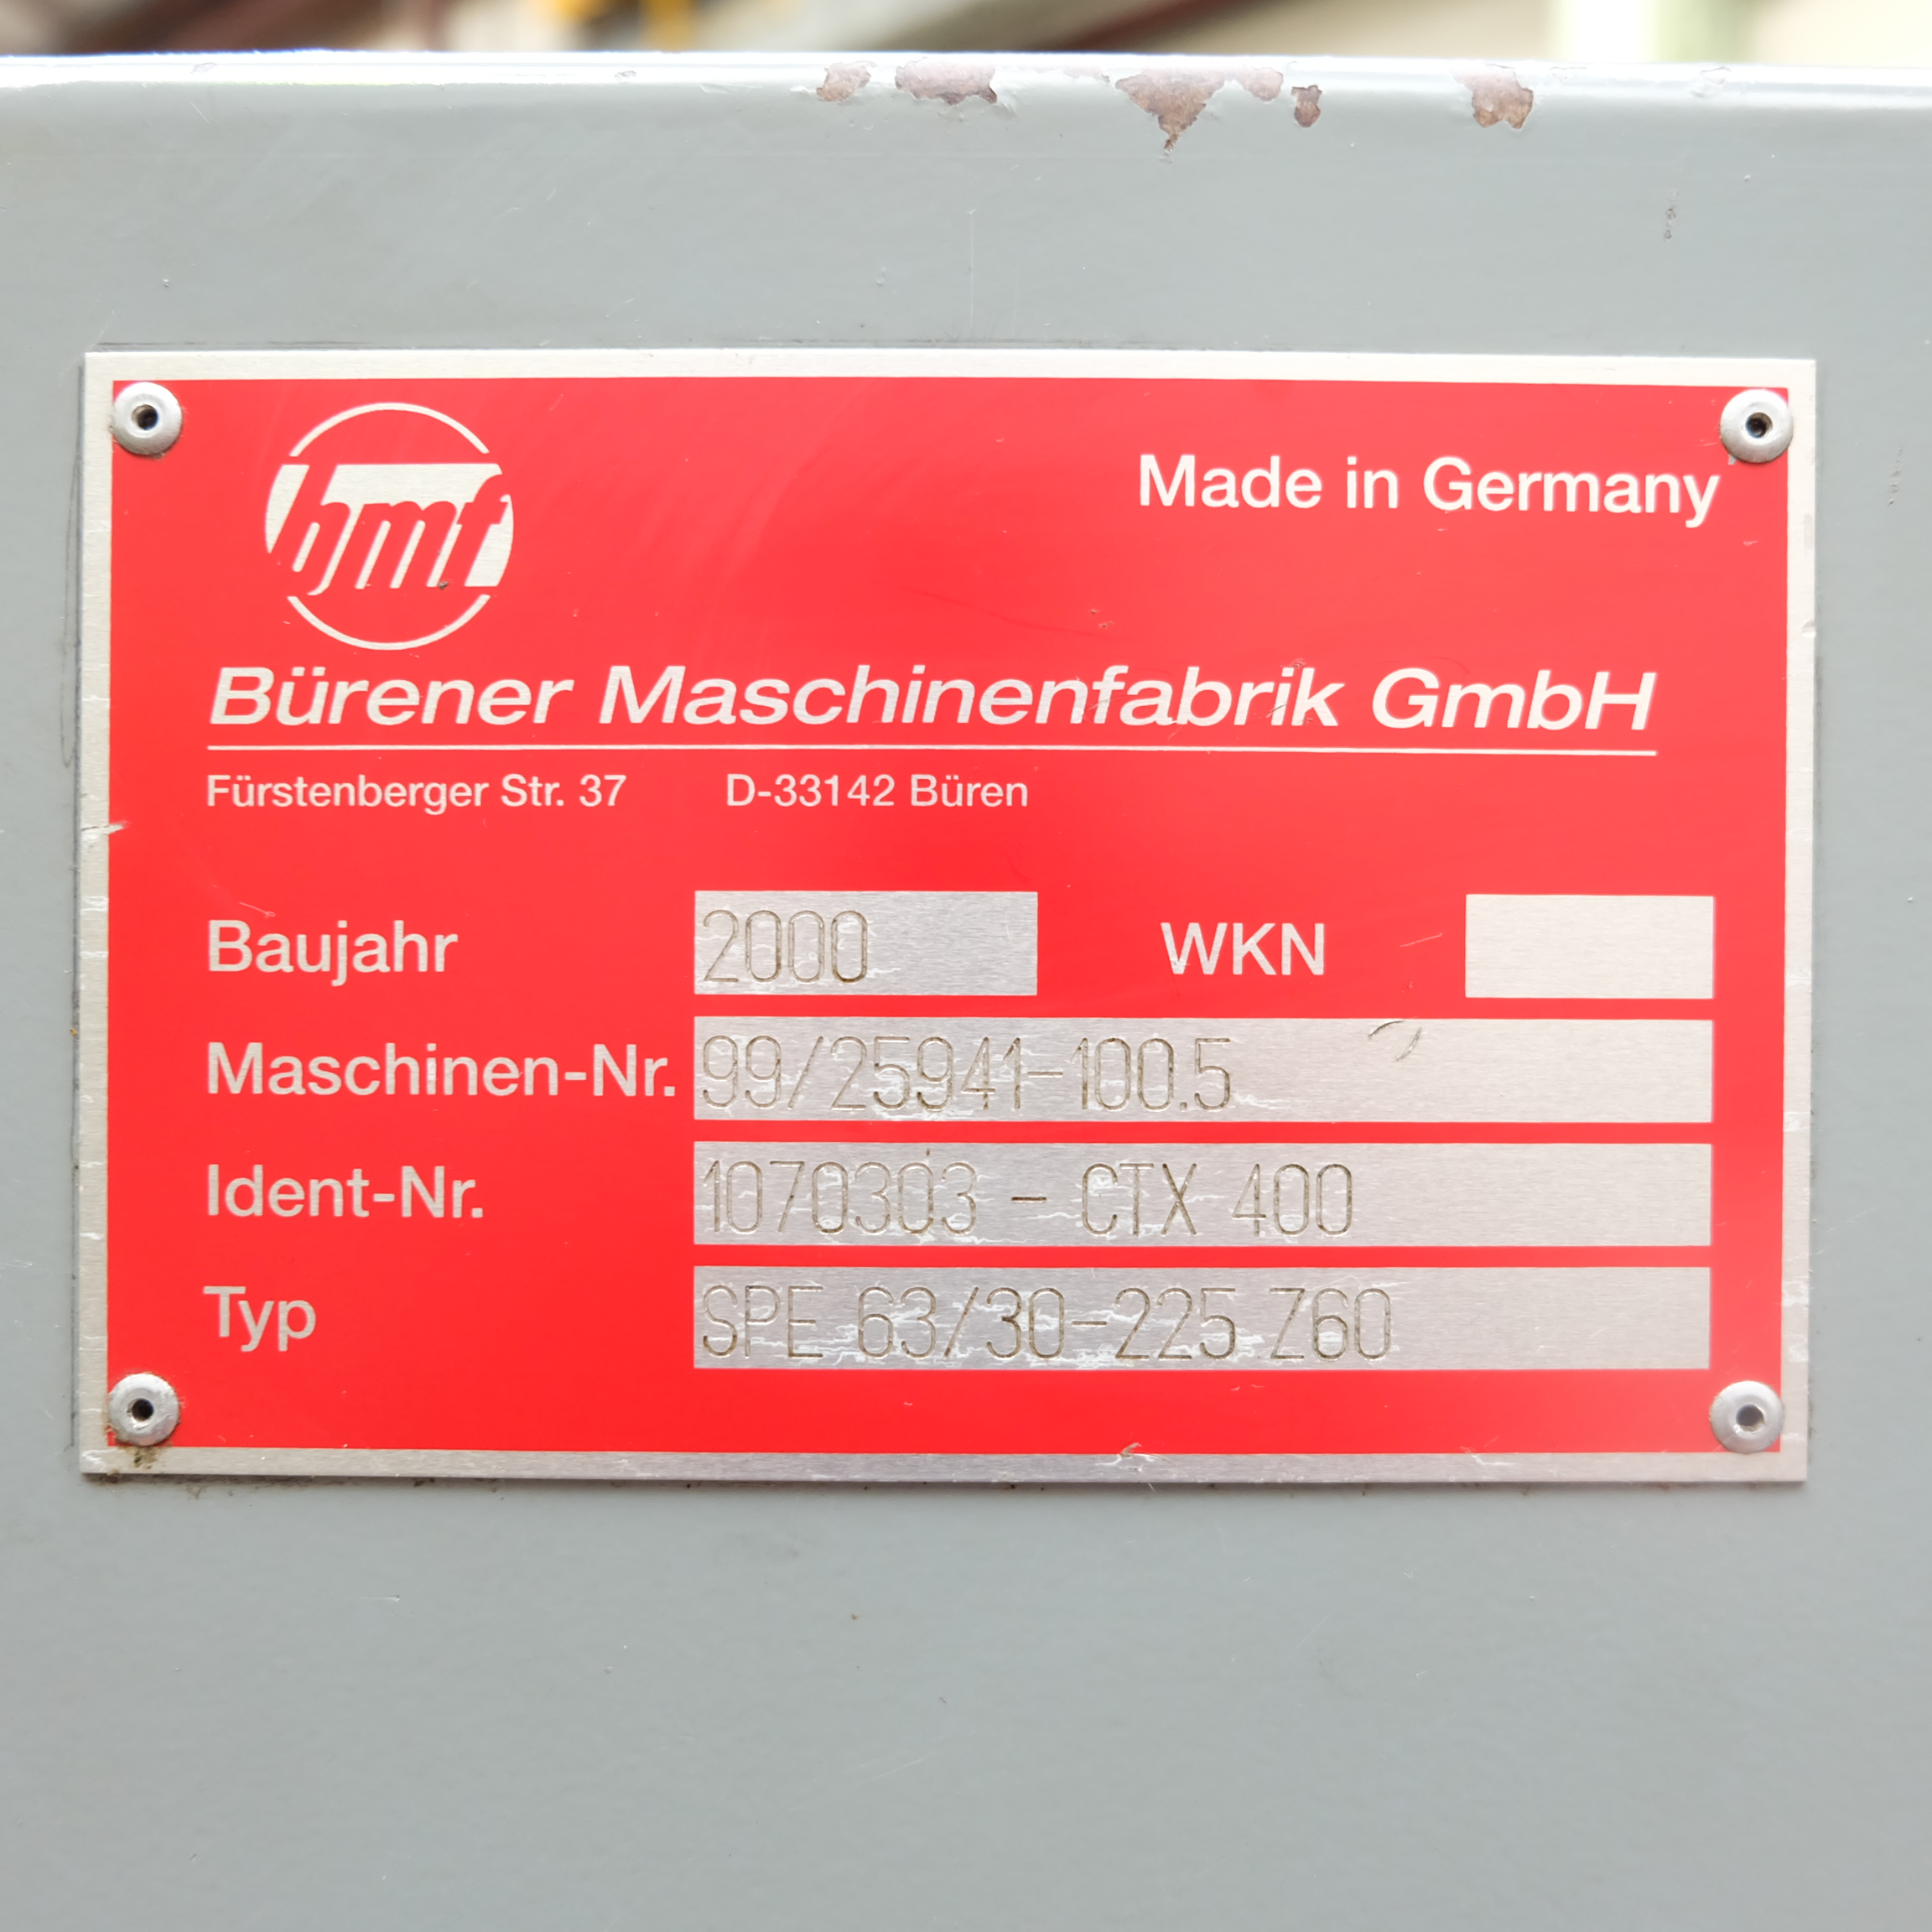 bmf
Made in Germany
Bürener Maschinenfabrik GmbH
Fürstenberger Str. 37 D-33142 Büren
Baujahr 2000 WKN
Maschinen-Nr. 99/25941-100.5
Ident-Nr. 1070303 - CTX 400
Typ SPE 63/30-225 Z60